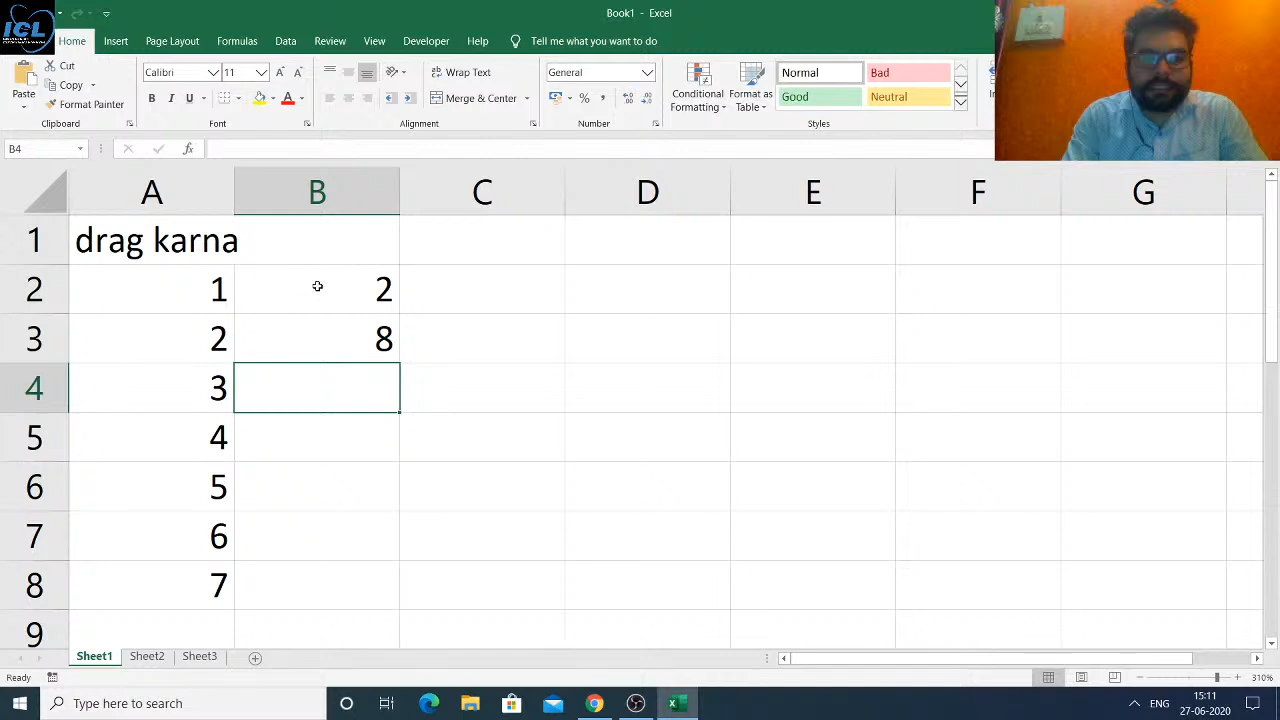 ICL
Book1 - Excel
Home Insert Page Layout Formulas Data Review View Developer Help Tell me what you want to do
Paste
Cut
Copy
Format Painter
Clipboard
Calibri 11
B I U A
Font
Wrap Text
Merge & Center
Alignment
General
%
Number
Conditional Formatting
Format as Table
Normal Bad
Good Neutral
Styles
B4 fx
A B C D E F G
1 drag karna
2 1 2
3 2 8
4 3
5 4
6 5
7 6
8 7
9
Sheet1 Sheet2 Sheet3
Ready 310%
Type here to search
ENG 15:11
27-06-2020